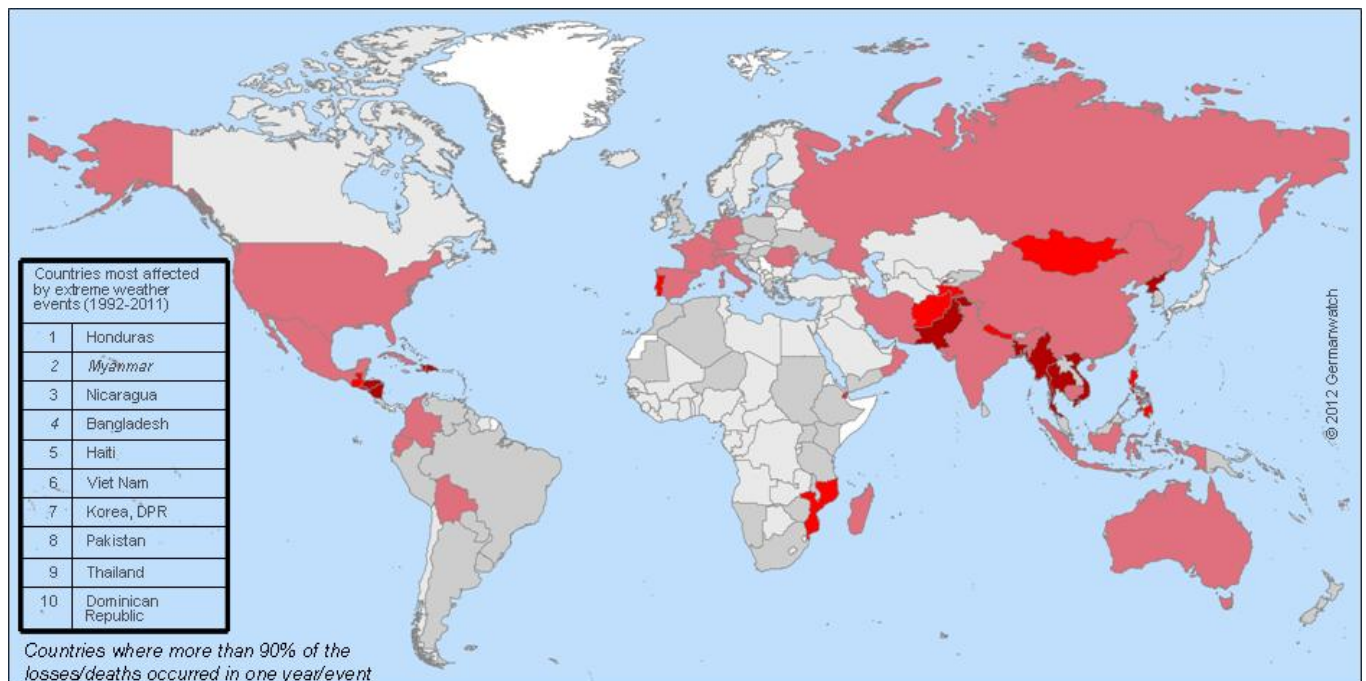 Countries most affected
by extreme weather
events (1992-2011)
1 Honduras
2 Myanmar
3 Nicaragua
4 Bangladesh
5 Haiti
6 Viet Nam
7 Korea, DPR
8 Pakistan
9 Thailand
10 Dominican
Republic
Countries where more than 90% of the
losses/deaths occurred in one year/event
© 2012 Germanwatch